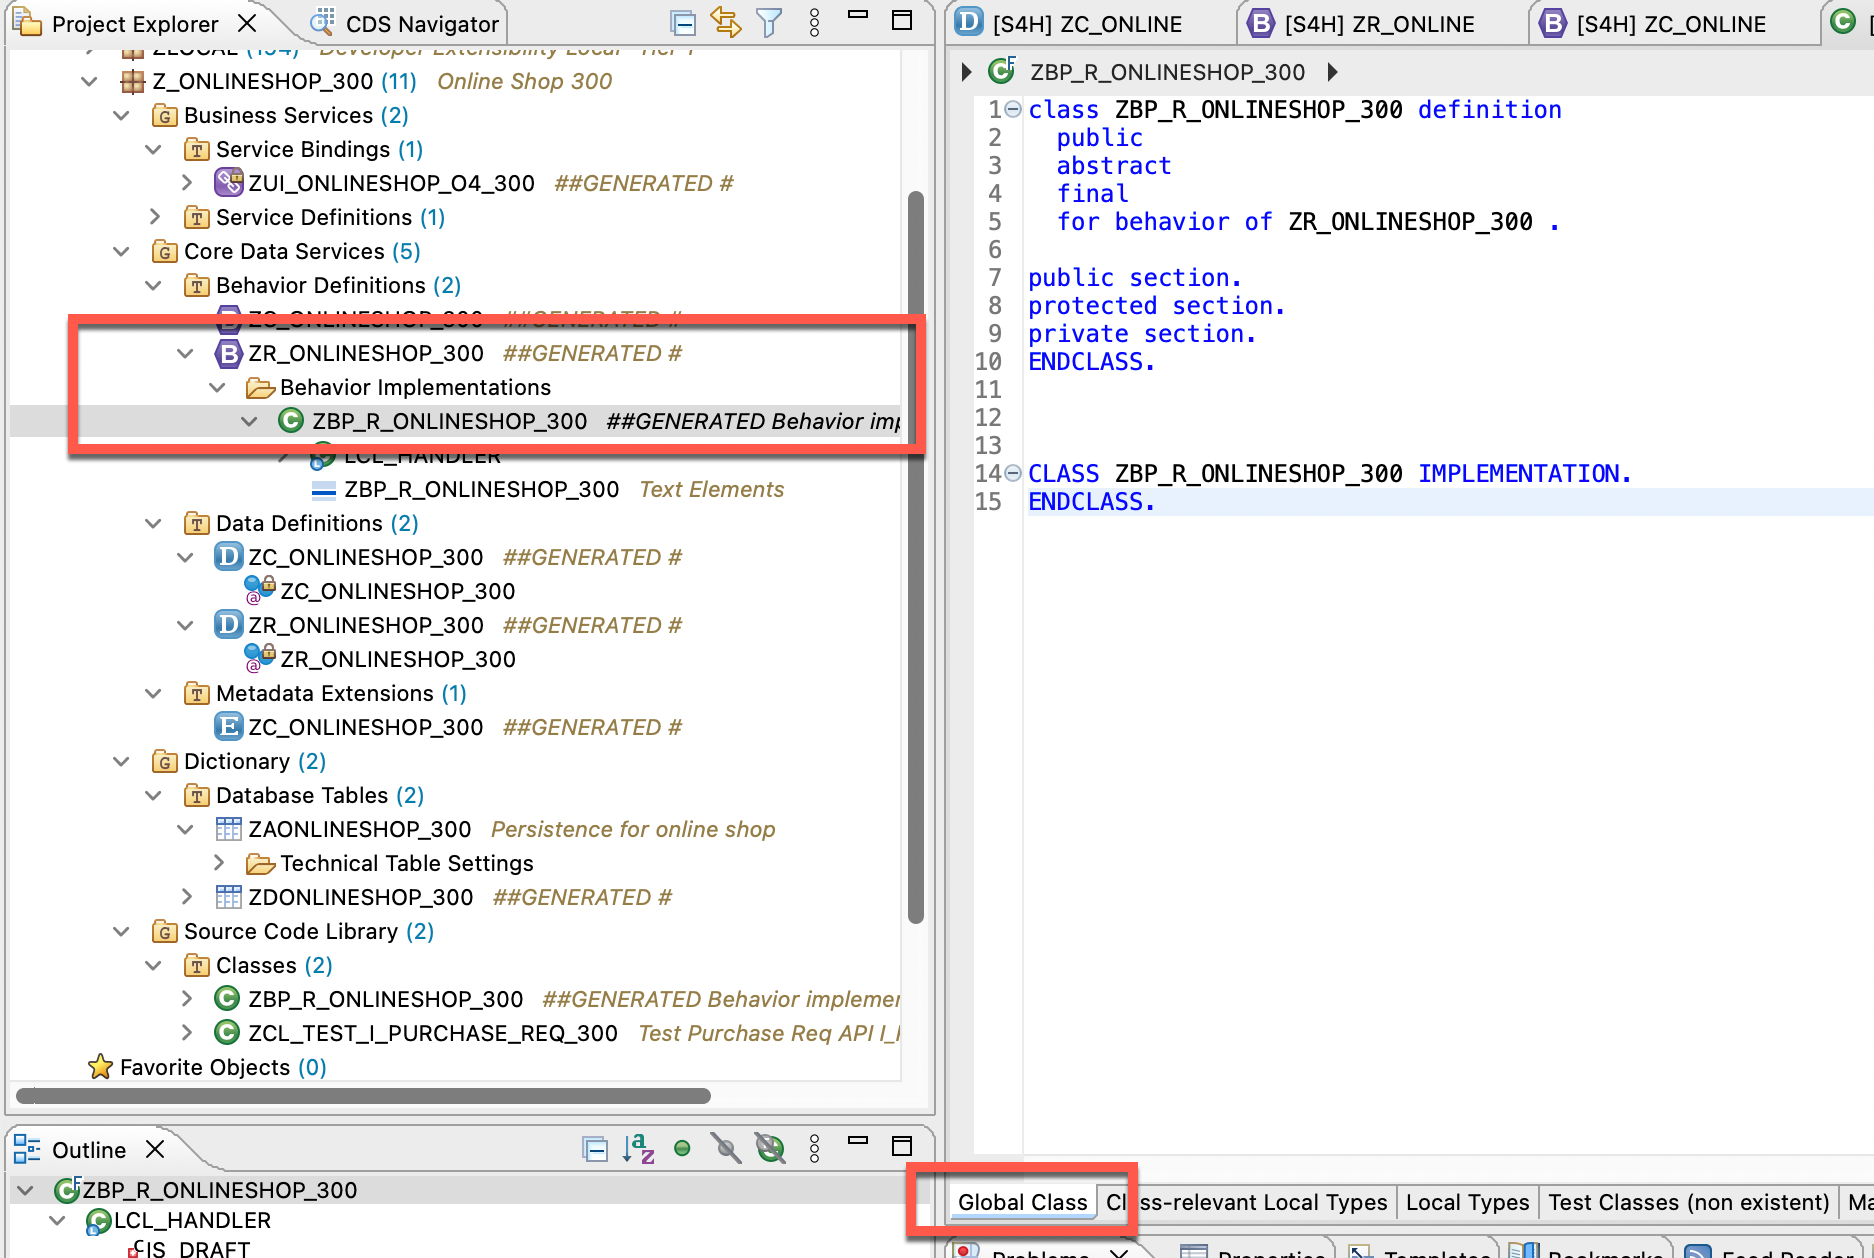 Project Explorer
CDS Navigator
ZLOCAL (194) Developer Extensibility Local - Tier 1
Z_ONLINESHOP_300 (11) Online Shop 300
Business Services (2)
Service Bindings (1)
ZUI_ONLINESHOP_O4_300 ##GENERATED #
Service Definitions (1)
Core Data Services (5)
Behavior Definitions (2)
ZC_ONLINESHOP_300 ##GENERATED #
ZR_ONLINESHOP_300 ##GENERATED #
Behavior Implementations
ZBP_R_ONLINESHOP_300 ##GENERATED Behavior imp
LCL_HANDLER
ZBP_R_ONLINESHOP_300 Text Elements
Data Definitions (2)
ZC_ONLINESHOP_300 ##GENERATED #
ZC_ONLINESHOP_300
ZR_ONLINESHOP_300 ##GENERATED #
ZR_ONLINESHOP_300
Metadata Extensions (1)
ZC_ONLINESHOP_300 ##GENERATED #
Dictionary (2)
Database Tables (2)
ZAONLINESHOP_300 Persistence for online shop
Technical Table Settings
ZDONLINESHOP_300 ##GENERATED #
Source Code Library (2)
Classes (2)
ZBP_R_ONLINESHOP_300 ##GENERATED Behavior implemen
ZCL_TEST_I_PURCHASE_REQ_300 Test Purchase Req API I_
Favorite Objects (0)
Outline
ZBP_R_ONLINESHOP_300
LCL_HANDLER
IS_DRAFT
[S4H] ZC_ONLINE
[S4H] ZR_ONLINE
[S4H] ZC_ONLINE
ZBP_R_ONLINESHOP_300
1 class ZBP_R_ONLINESHOP_300 definition
2 public
3 abstract
4 final
5 for behavior of ZR_ONLINESHOP_300 .
6
7 public section.
8 protected section.
9 private section.
10 ENDCLASS.
11
12
13
14 CLASS ZBP_R_ONLINESHOP_300 IMPLEMENTATION.
15 ENDCLASS.
Global Class
Class-relevant Local Types
Local Types
Test Classes (non existent)
Ma
Problems
Properties
Templates
Bookmarks
Feed Reader